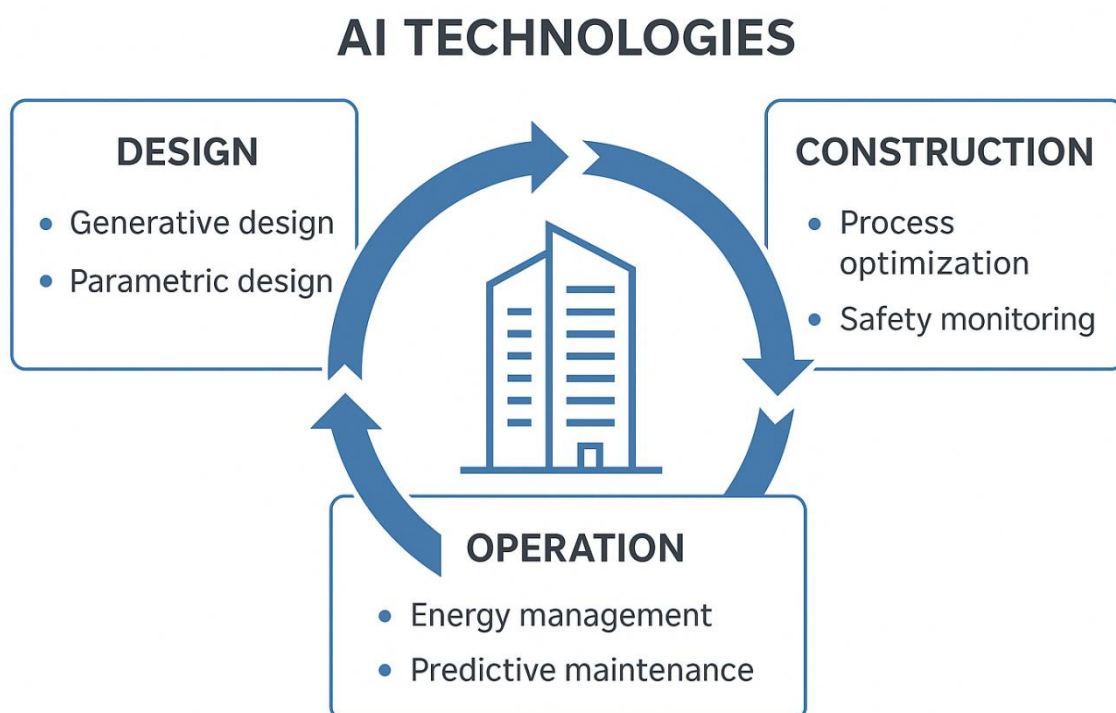 AI TECHNOLOGIES
DESIGN
• Generative design
• Parametric design
CONSTRUCTION
• Process
optimization
• Safety monitoring
OPERATION
• Energy management
• Predictive maintenance